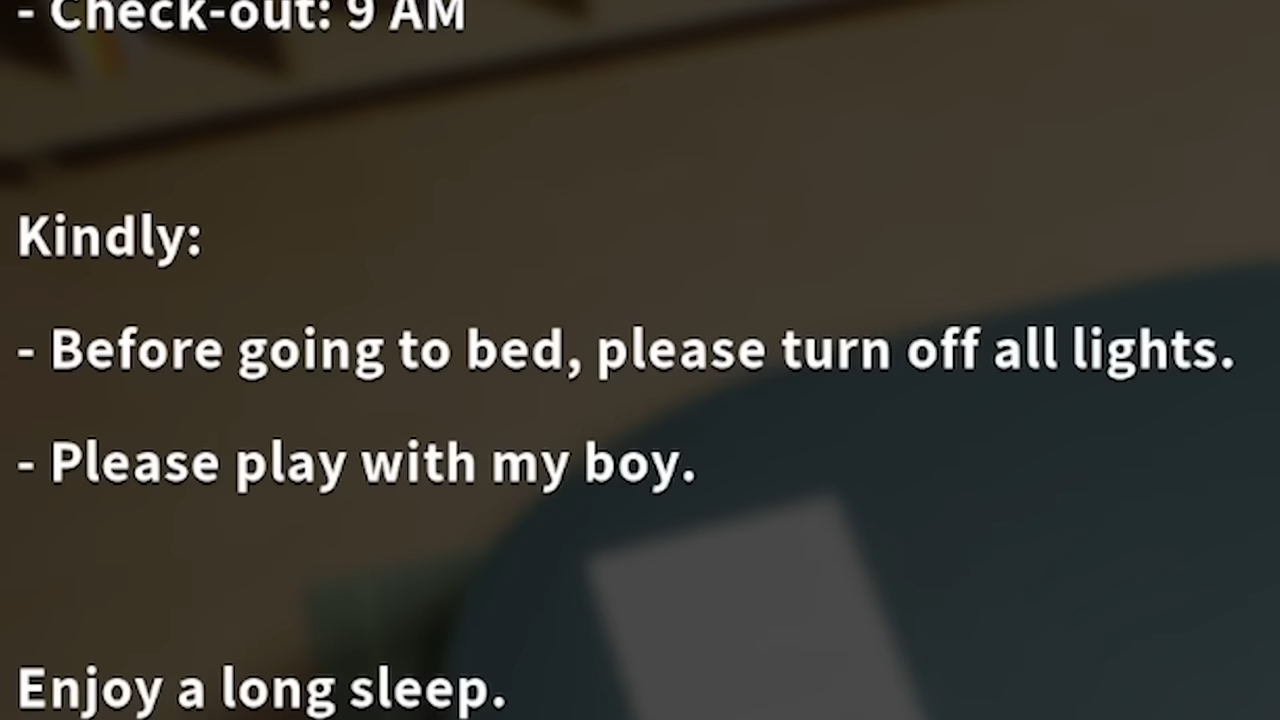 - Check-out: 9 AM
Kindly:
- Before going to bed, please turn off all lights.
- Please play with my boy.
Enjoy a long sleep.